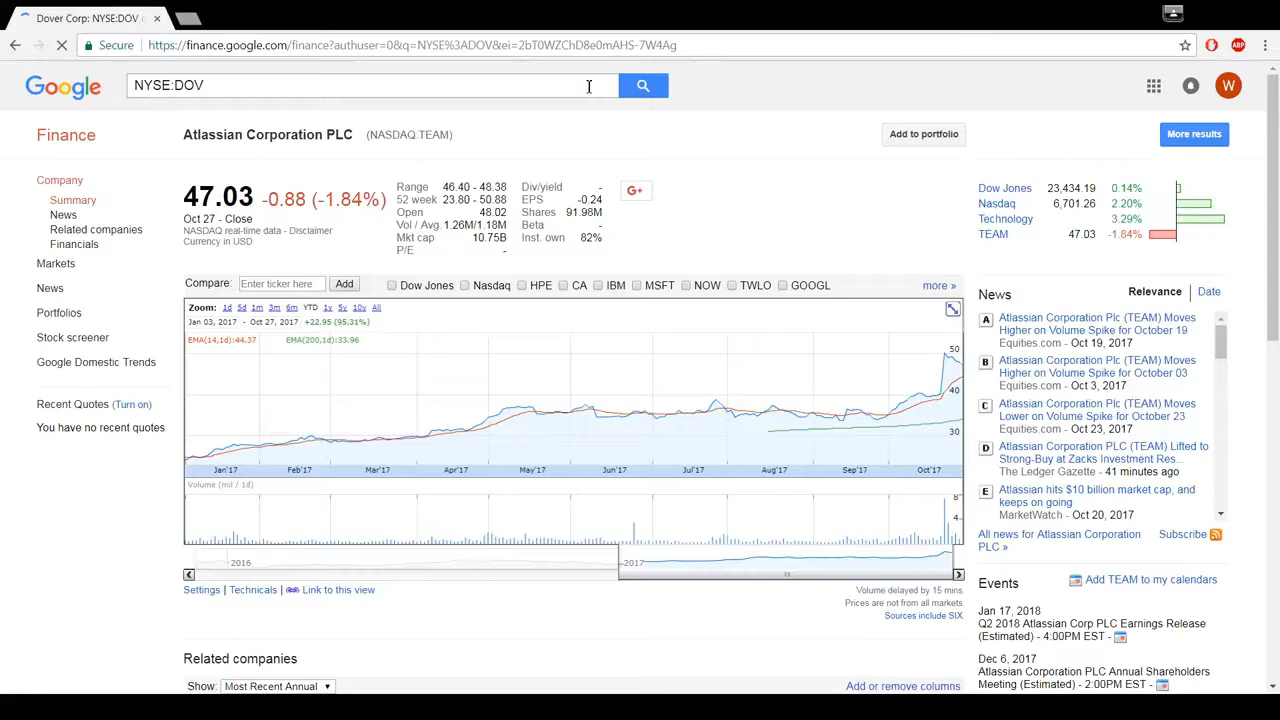 Dover Corp: NYSE:DOV
Secure https://finance.google.com/finance?authuser=0&q=NYSE%3ADOV&ei=2bT0WZChD8e0mAHS-7W4Ag
ABP
Google NYSE:DOV
W
Finance
Atlassian Corporation PLC (NASDAQ:TEAM)
Add to portfolio
More results
Company
Summary
News
Related companies
Financials
Markets
News
Portfolios
Stock screener
Google Domestic Trends
Recent Quotes (Turn on)
You have no recent quotes
47.03 -0.88 (-1.84%)
Oct 27 - Close
NASDAQ real-time data - Disclaimer
Currency in USD
Range 46.40 - 48.38
52 week 23.80 - 50.88
Open 48.02
Vol / Avg. 1.26M/1.18M
Mkt cap 10.75B
P/E -
Div/yield -
EPS -0.24
Shares 91.98M
Beta -
Inst. own 82%
G+
Dow Jones 23,434.19 0.14%
Nasdaq 6,701.26 2.20%
Technology 3.29%
TEAM 47.03 -1.84%
Compare: Enter ticker here Add Dow Jones Nasdaq HPE CA IBM MSFT NOW TWLO GOOGL more »
Zoom: 1d 5d 1m 3m 6m YTD 1y 5y 10y All
Jan 03, 2017 - Oct 27, 2017 +22.95 (95.31%)
EMA(14,1d):44.37 EMA(200,1d):33.96
50
40
30
Jan'17 Feb'17 Mar'17 Apr'17 May'17 Jun'17 Jul'17 Aug'17 Sep'17 Oct'17
Volume (mil / 1d)
8
4
2016 2017
Settings | Technicals | Link to this view
Volume delayed by 15 mins.
Prices are not from all markets.
Sources include SIX.
Related companies
Show: Most Recent Annual
Add or remove columns
News
Relevance | Date
A Atlassian Corporation Plc (TEAM) Moves
Higher on Volume Spike for October 19
Equities.com - Oct 19, 2017
B Atlassian Corporation Plc (TEAM) Moves
Higher on Volume Spike for October 03
Equities.com - Oct 3, 2017
C Atlassian Corporation Plc (TEAM) Moves
Lower on Volume Spike for October 23
Equities.com - Oct 23, 2017
D Atlassian Corporation PLC (TEAM) Lifted to
Strong-Buy at Zacks Investment Res...
The Ledger Gazette - 41 minutes ago
E Atlassian hits $10 billion market cap, and
keeps on going
MarketWatch - Oct 20, 2017
All news for Atlassian Corporation
PLC »
Subscribe
Events
Add TEAM to my calendars
Jan 17, 2018
Q2 2018 Atlassian Corp PLC Earnings Release
(Estimated) - 4:00PM EST -
Dec 6, 2017
Atlassian Corporation PLC Annual Shareholders
Meeting (Estimated) - 2:00PM EST -